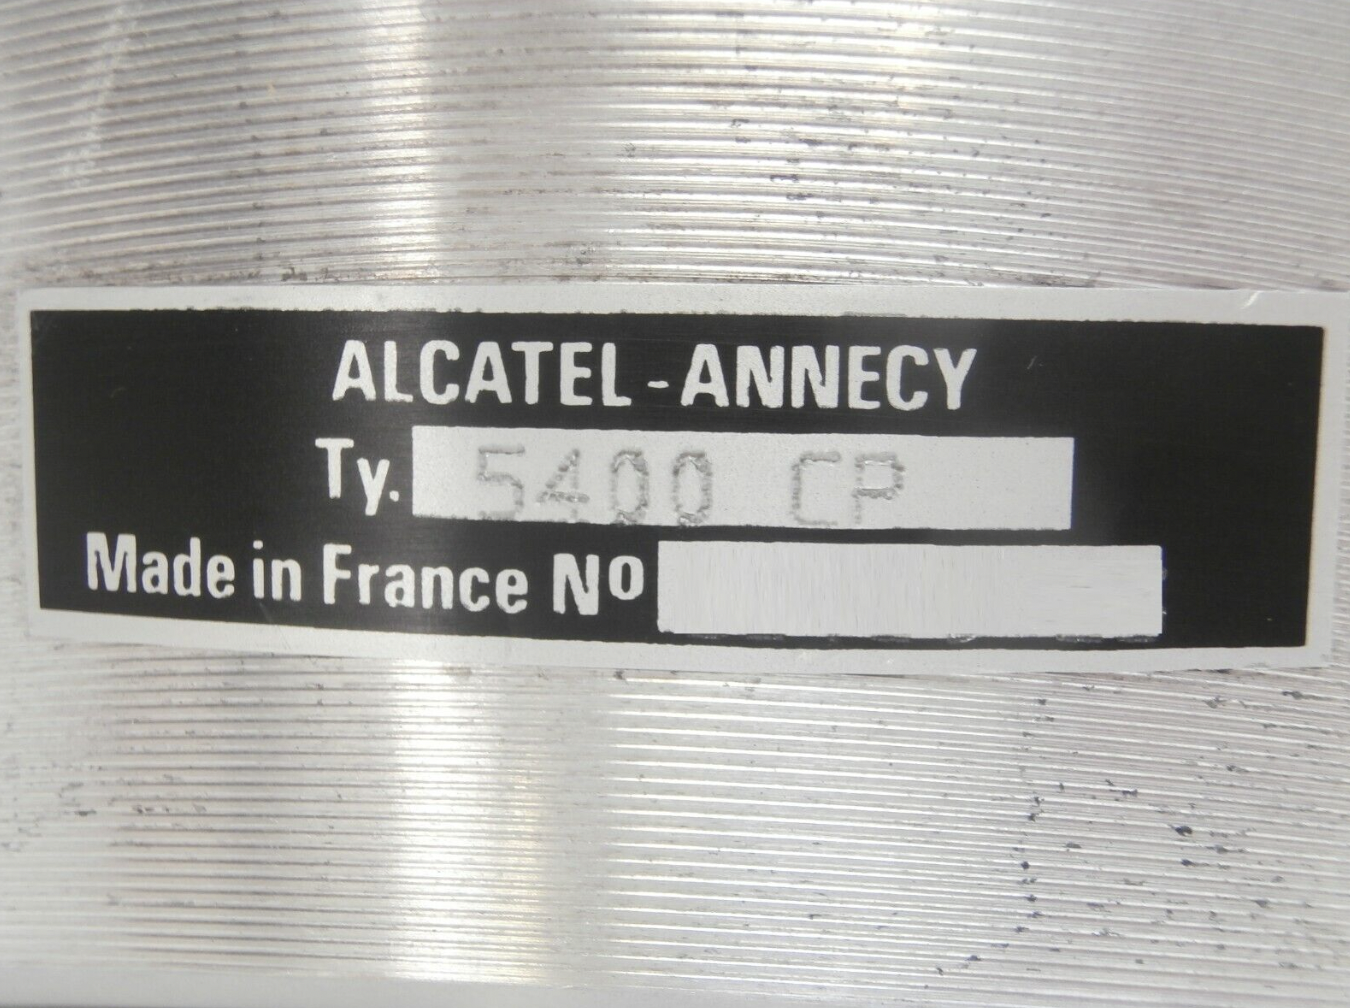 ALCATEL - ANNECY
Ty. 5400 CP
Made in France Nº